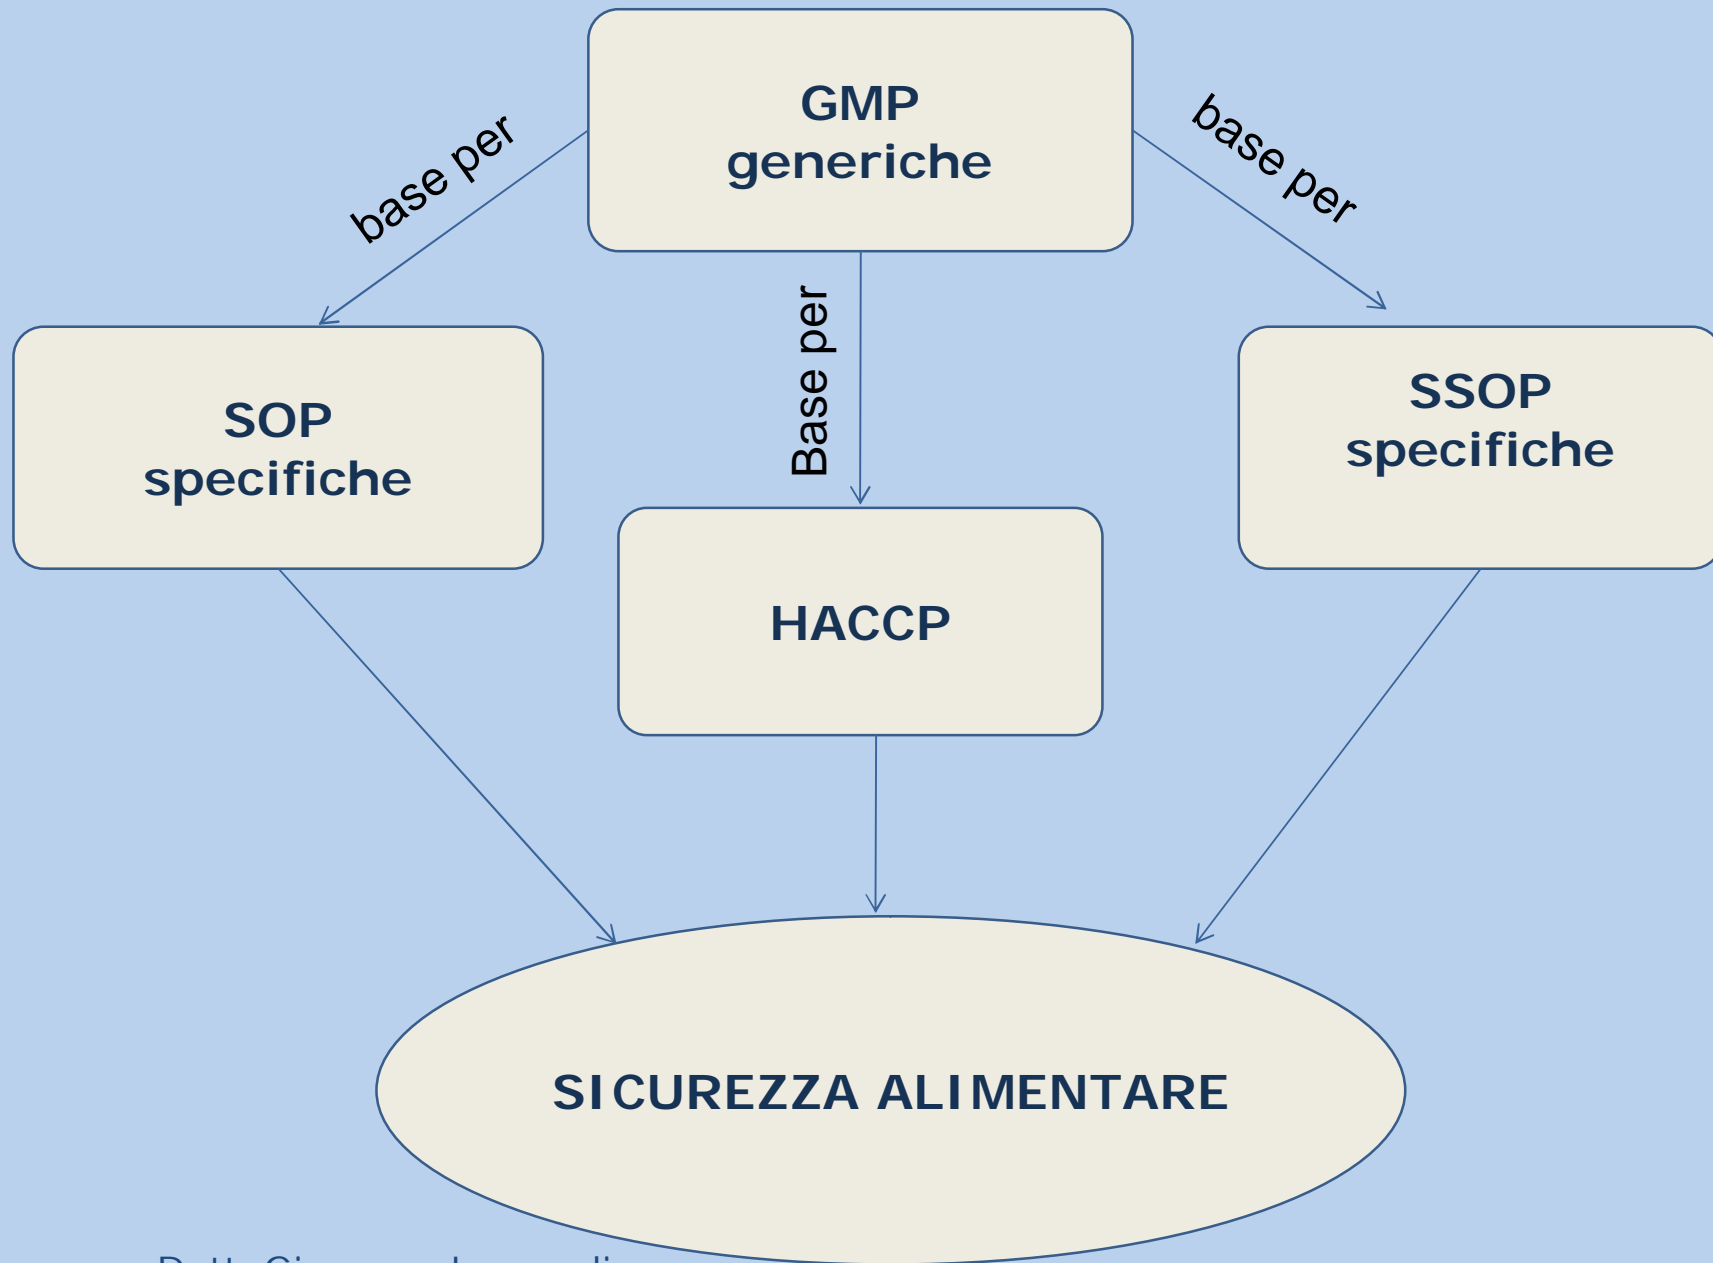 GMP
generiche
base per
base per
Base per
SOP
specifiche
SSOP
specifiche
HACCP
SICUREZZA ALIMENTARE